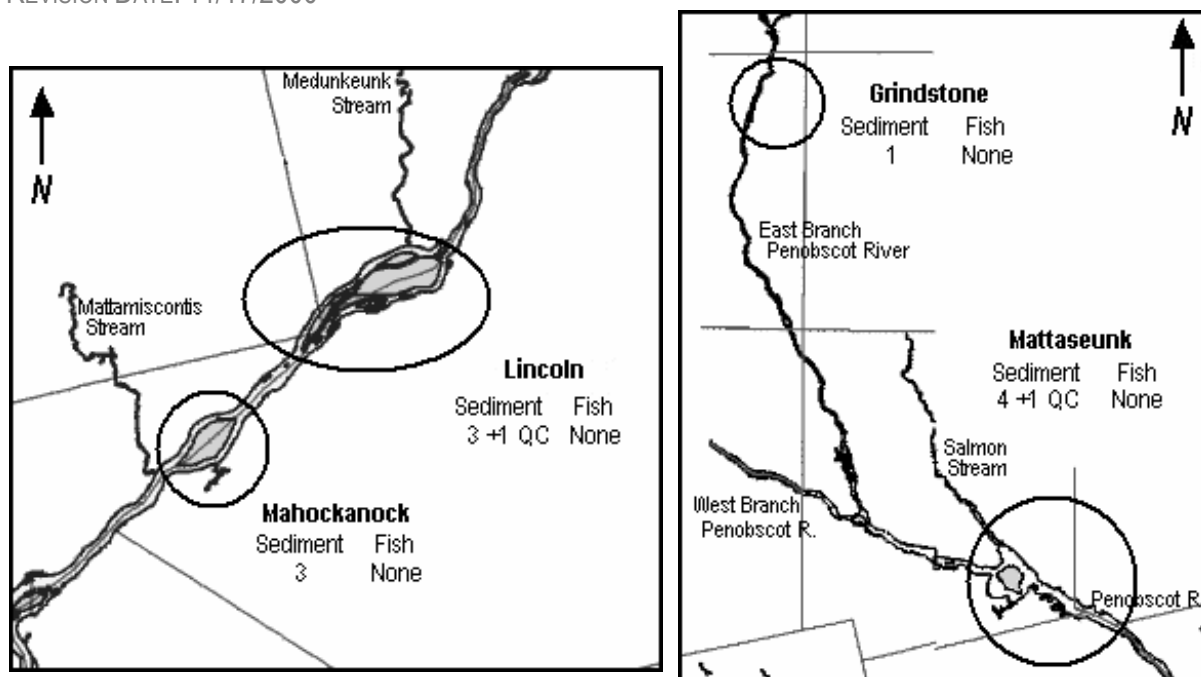 Medunkeunk
Stream
N
Mattamiscontis
Stream
Lincoln
Sediment Fish
3 +1 QC None
Mahockanock
Sediment Fish
3 None
N
Grindstone
Sediment Fish
1 None
East Branch
Penobscot River
Mattaseunk
Sediment Fish
4 +1 QC None
Salmon
Stream
West Branch
Penobscot R.
Penobscot R.